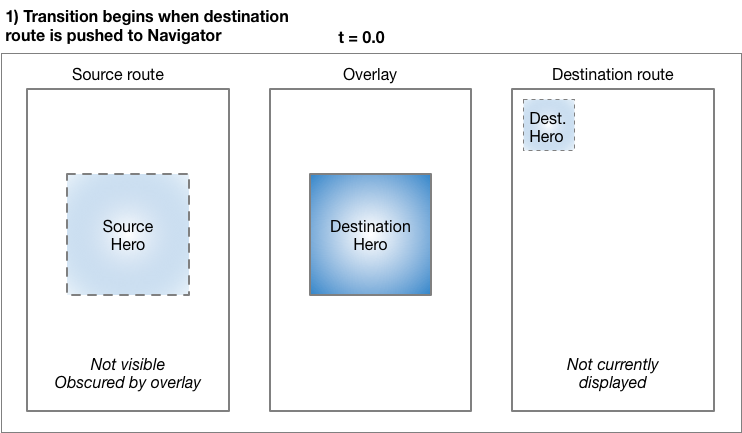 1) Transition begins when destination
route is pushed to Navigator
t = 0.0
Source route
Overlay
Destination route
Dest.
Hero
Source
Hero
Destination
Hero
Not visible
Obscured by overlay
Not currently
displayed